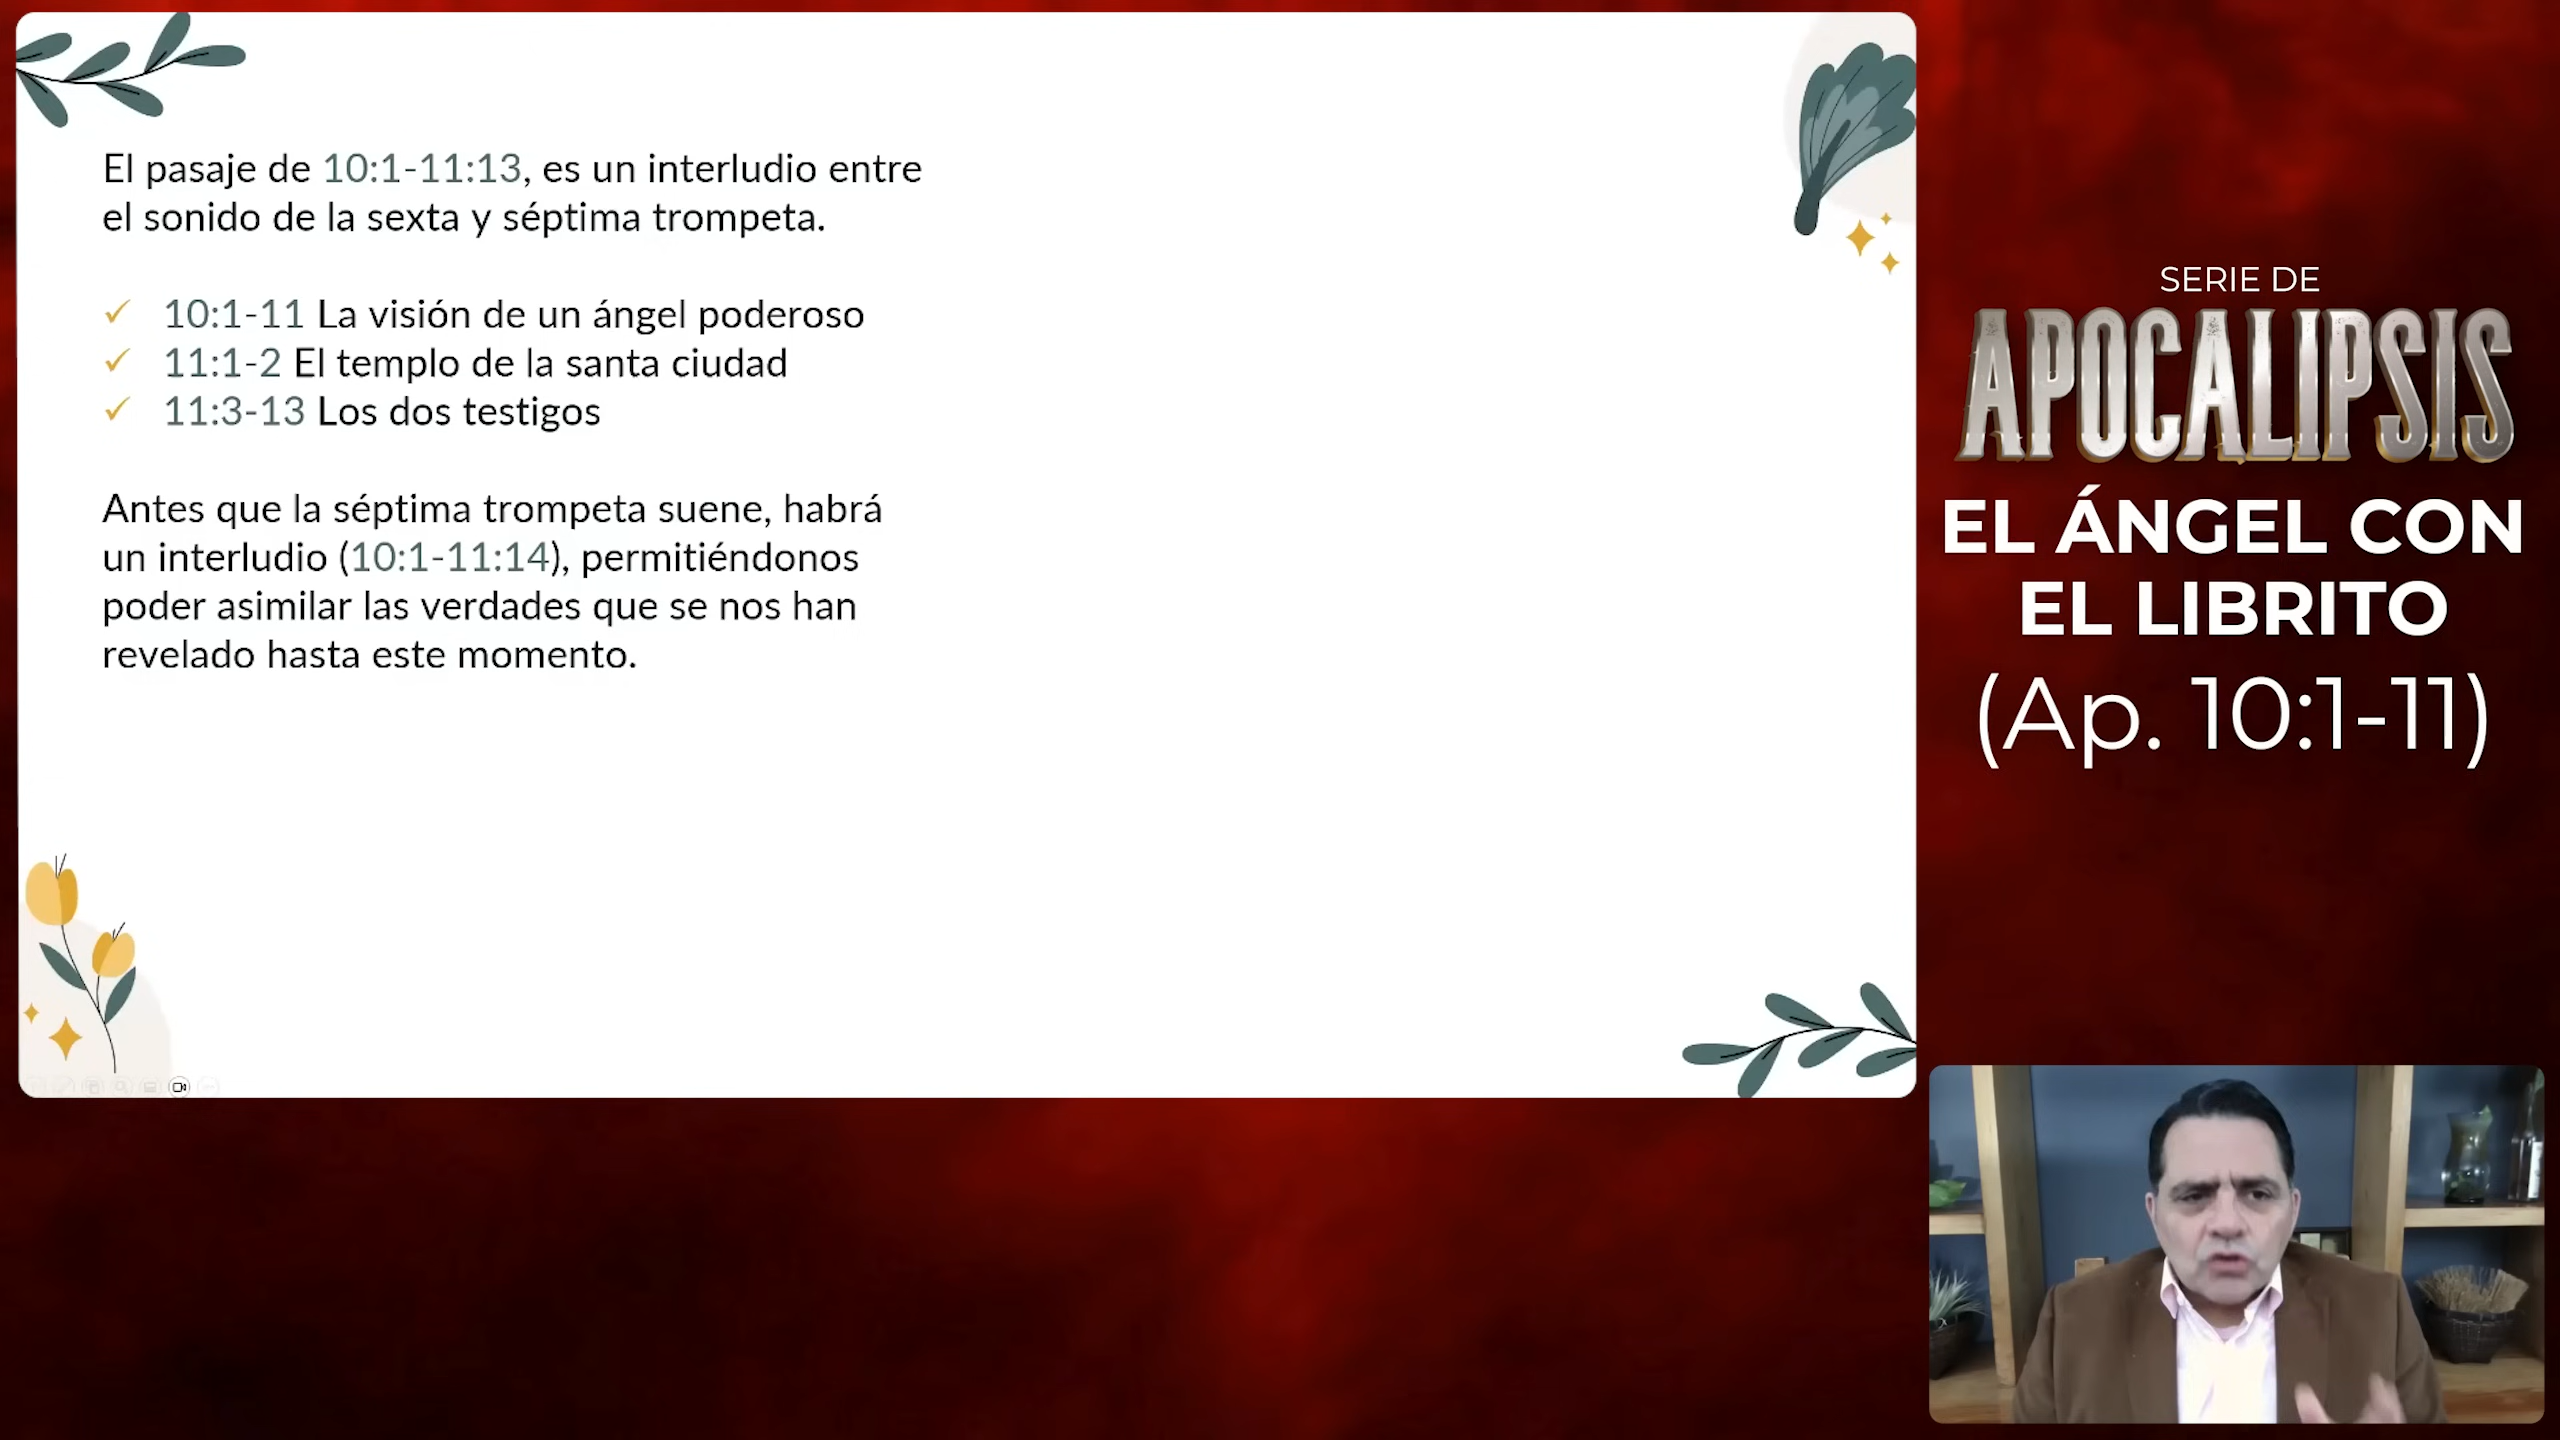 El pasaje de 10:1-11:13, es un interludio entre
el sonido de la sexta y séptima trompeta.
✓ 10:1-11 La visión de un ángel poderoso
✓ 11:1-2 El templo de la santa ciudad
✓ 11:3-13 Los dos testigos
Antes que la séptima trompeta suene, habrá
un interludio (10:1-11:14), permitiéndonos
poder asimilar las verdades que se nos han
revelado hasta este momento.
SERIE DE
APOCALIPSIS
EL ÁNGEL CON
EL LIBRITO
(Ap. 10:1-11)